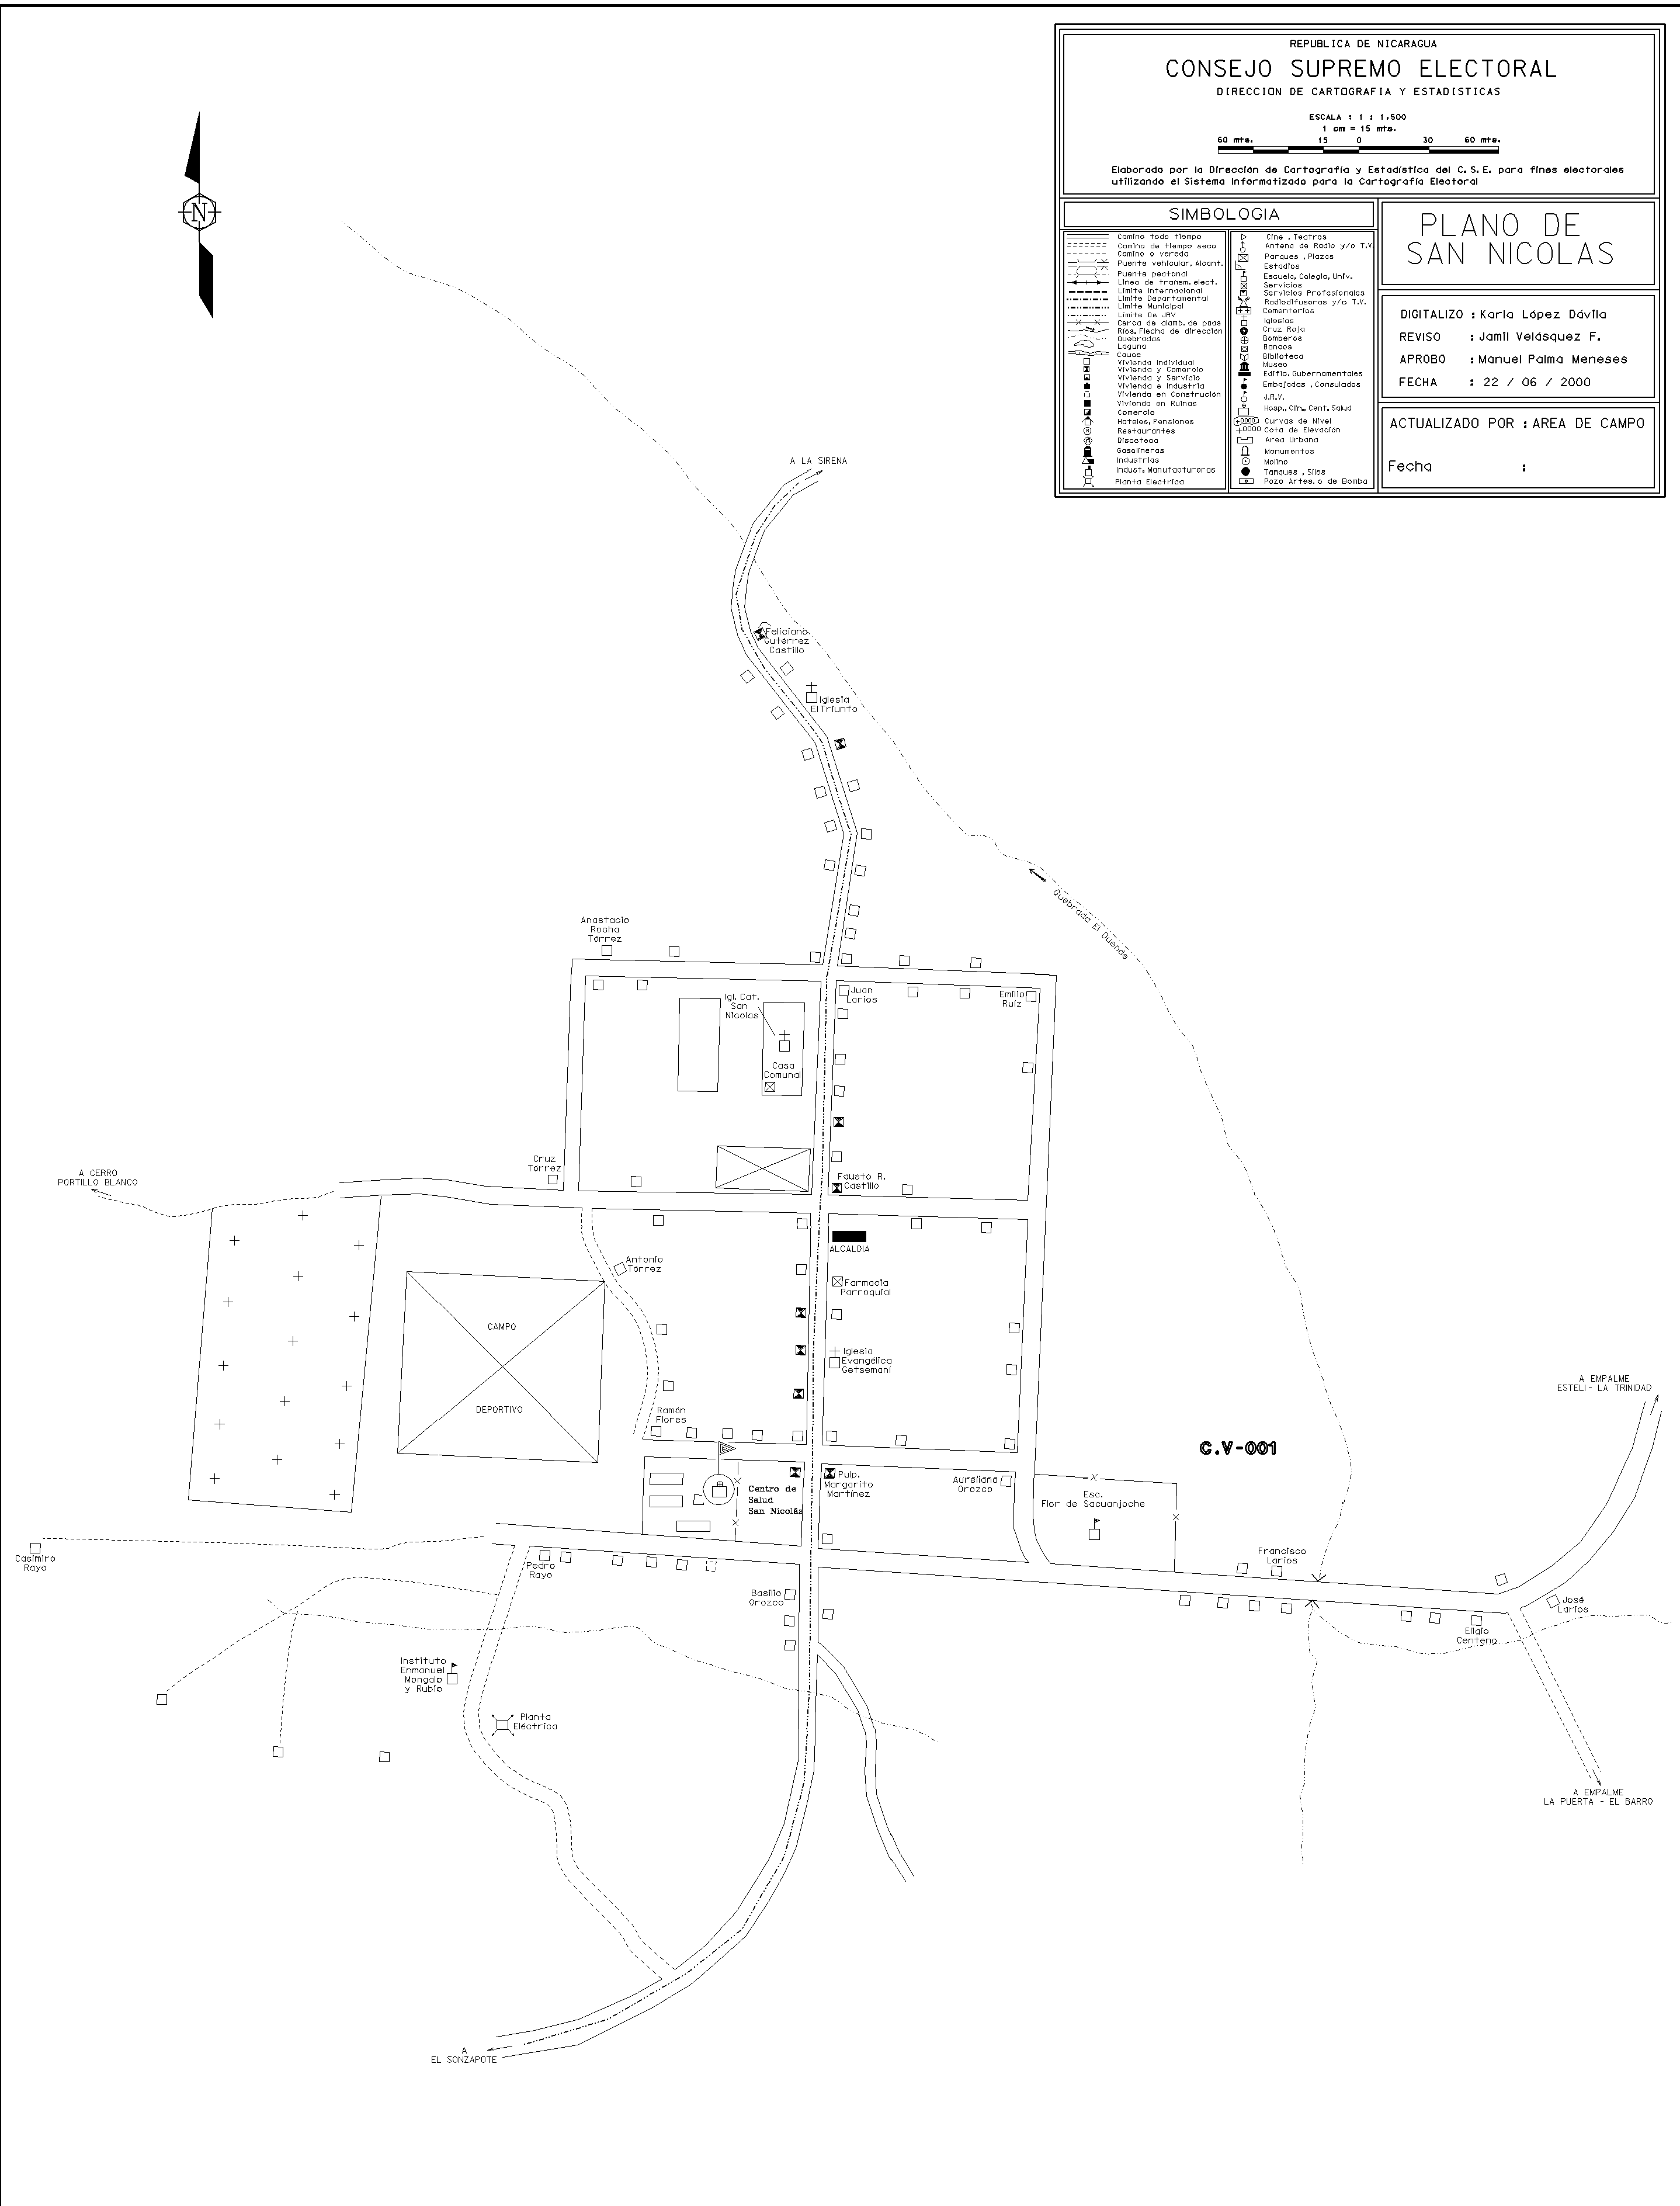 REPUBLICA DE NICARAGUA
CONSEJO SUPREMO ELECTORAL
DIRECCION DE CARTOGRAFIA Y ESTADISTICAS
ESCALA : 1 : 1,500
1 cm = 15 mts.
60 mts. 15 0 30 60 mts.
Elaborado por la Dirección de Cartografía y Estadística del C.S.E. para fines electorales
utilizando el Sistema Informatizado para la Cartografía Electoral
SIMBOLOGIA
Camino todo tiempo
Camino de tiempo seco
Camino o vereda
Puente vehicular, Alcant.
Puente peatonal
Linea de transm. elect.
Limite Internacional
Limite Departamental
Limite Municipal
Limite De JRV
Cerca de alamb. de puas
Ríos, Flecha de dirección
Quebradas
Laguna
Cauce
Vivienda Individual
Vivienda y Comercio
Vivienda y Servicio
Vivienda e Industria
Vivienda en Construción
Vivienda en Ruinas
Comercio
Hoteles, Pensiones
Restaurantes
Discoteca
Gasolineras
Industrias
Indust. Manufactureras
Planta Electrica
Cine , Teatros
Antena de Radio y/o T.V.
Parques , Plazas
Estadios
Escuela, Colegio, Univ.
Servicios
Servicios Profesionales
Radiodifusoras y/o T.V.
Cementerios
Iglesias
Cruz Roja
Bomberos
Bancos
Biblioteca
Museo
Edific. Gubernamentales
Embajadas , Consulados
J.R.V.
Hosp., Clin., Cent. Salud
Curvas de Nivel
+0000 Cota de Elevacion
Area Urbana
Monumentos
Molino
Tanques , Silos
Pozo Artes. o de Bomba
PLANO DE
SAN NICOLAS
DIGITALIZO : Karla López Dávila
REVISO : Jamil Velásquez F.
APROBO : Manuel Palma Meneses
FECHA : 22 / 06 / 2000
ACTUALIZADO POR : AREA DE CAMPO
Fecha :
N
A LA SIRENA
Feliciano
Gutérrez
Castillo
Iglesia
El Triunfo
Quebrada El Duende
Anastacio
Rocha
Tórrez
Igl. Cat.
San
Nicolas
Casa
Comunal
Juan
Larios
Emilio
Ruíz
Cruz
Tórrez
Fausto R.
Castillo
A CERRO
PORTILLO BLANCO
ALCALDIA
Farmacia
Parroquial
Antonio
Tórrez
CAMPO
DEPORTIVO
Iglesia
Evangélica
Getsemaní
Ramón
Flores
A EMPALME
ESTELI - LA TRINIDAD
C.V-001
Centro de
Salud
San Nicolás
Pulp.
Margarito
Martínez
Aureliano
Orozco
Esc.
Flor de Sacuanjoche
Casimiro
Rayo
Pedro
Rayo
Francisco
Larios
Basilio
Orozco
José
Larios
Eligio
Centeno
Instituto
Enmanuel
Mongalo
y Rubio
Planta
Eléctrica
A EMPALME
LA PUERTA - EL BARRO
A
EL SONZAPOTE